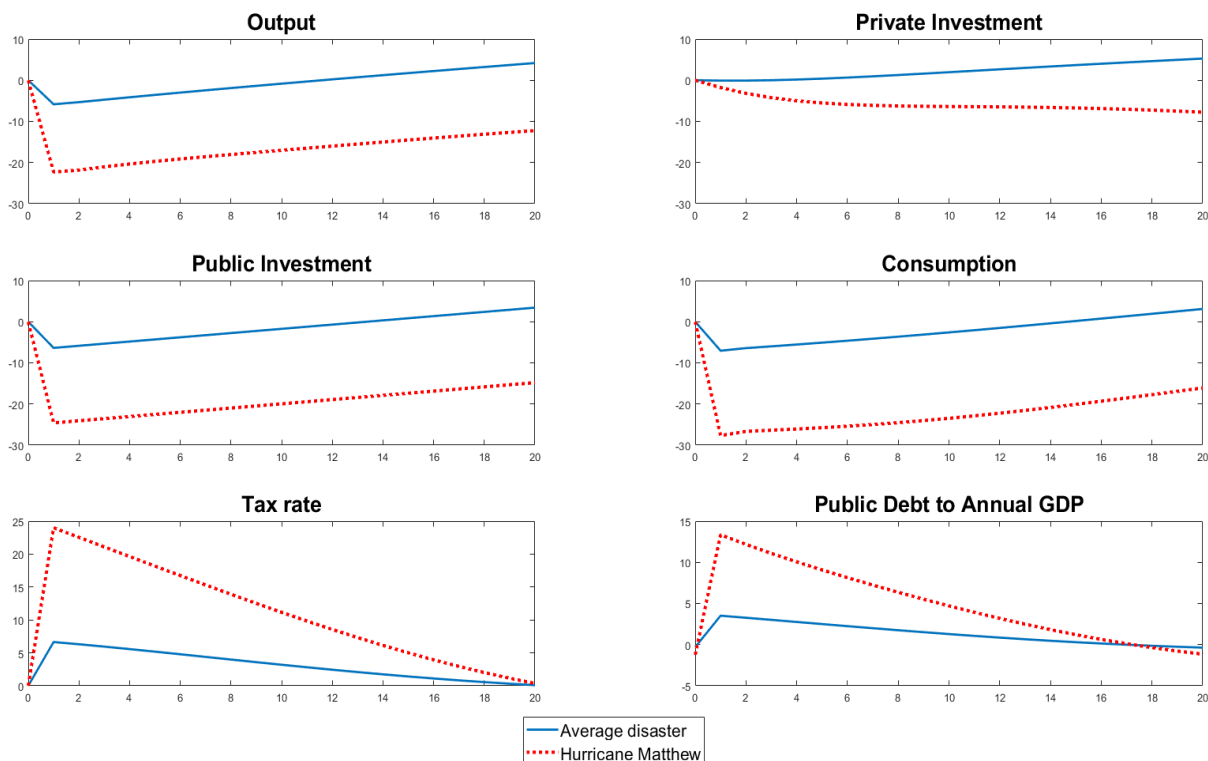 Output
10
0
-10
-20
-30
0 2 4 6 8 10 12 14 16 18 20
Private Investment
10
0
-10
-20
-30
0 2 4 6 8 10 12 14 16 18 20
Public Investment
10
0
-10
-20
-30
0 2 4 6 8 10 12 14 16 18 20
Consumption
10
0
-10
-20
-30
0 2 4 6 8 10 12 14 16 18 20
Tax rate
25
20
15
10
5
0
0 2 4 6 8 10 12 14 16 18 20
Public Debt to Annual GDP
15
10
5
0
-5
0 2 4 6 8 10 12 14 16 18 20
Average disaster
Hurricane Matthew